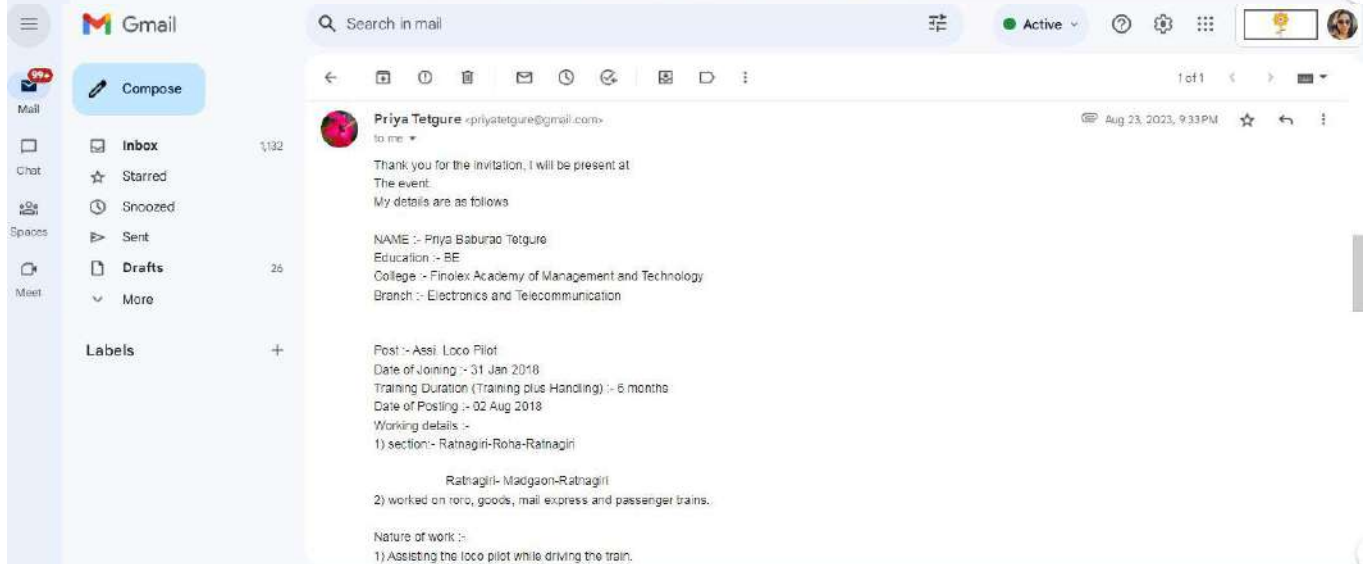 Gmail
Search in mail
Active
99+
Mail
Compose
1 of 1
Chat
Spaces
Meet
Inbox 1,132
Starred
Snoozed
Sent
Drafts 26
More
Labels
Priya Tetgure <priyatetgure@gmail.com>
Aug 23, 2023, 9:33 PM
to me
Thank you for the invitation, I will be present at
The event.
My details are as follows
NAME :- Priya Baburao Tetgure
Education :- BE
College :- Finolex Academy of Management and Technology
Branch :- Electronics and Telecommunication
Post :- Assi. Loco Pilot
Date of Joining :- 31 Jan 2018
Training Duration (Training plus Handling) :- 6 months
Date of Posting :- 02 Aug 2018
Working details :-
1) section:- Ratnagiri-Roha-Ratnagiri
Ratnagiri- Madgaon-Ratnagiri
2) worked on roro, goods, mail express and passenger trains.
Nature of work :-
1) Assisting the loco pilot while driving the train.